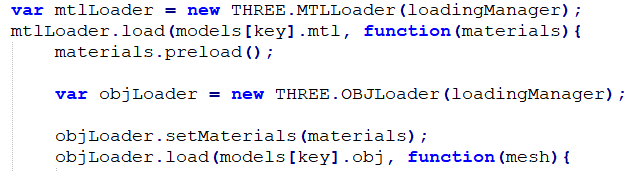 var mtlLoader = new THREE.MTLLoader(loadingManager);
mtlLoader.load(models[key].mtl, function(materials){
materials.preload();
var objLoader = new THREE.OBJLoader(loadingManager);
objLoader.setMaterials(materials);
objLoader.load(models[key].obj, function(mesh){